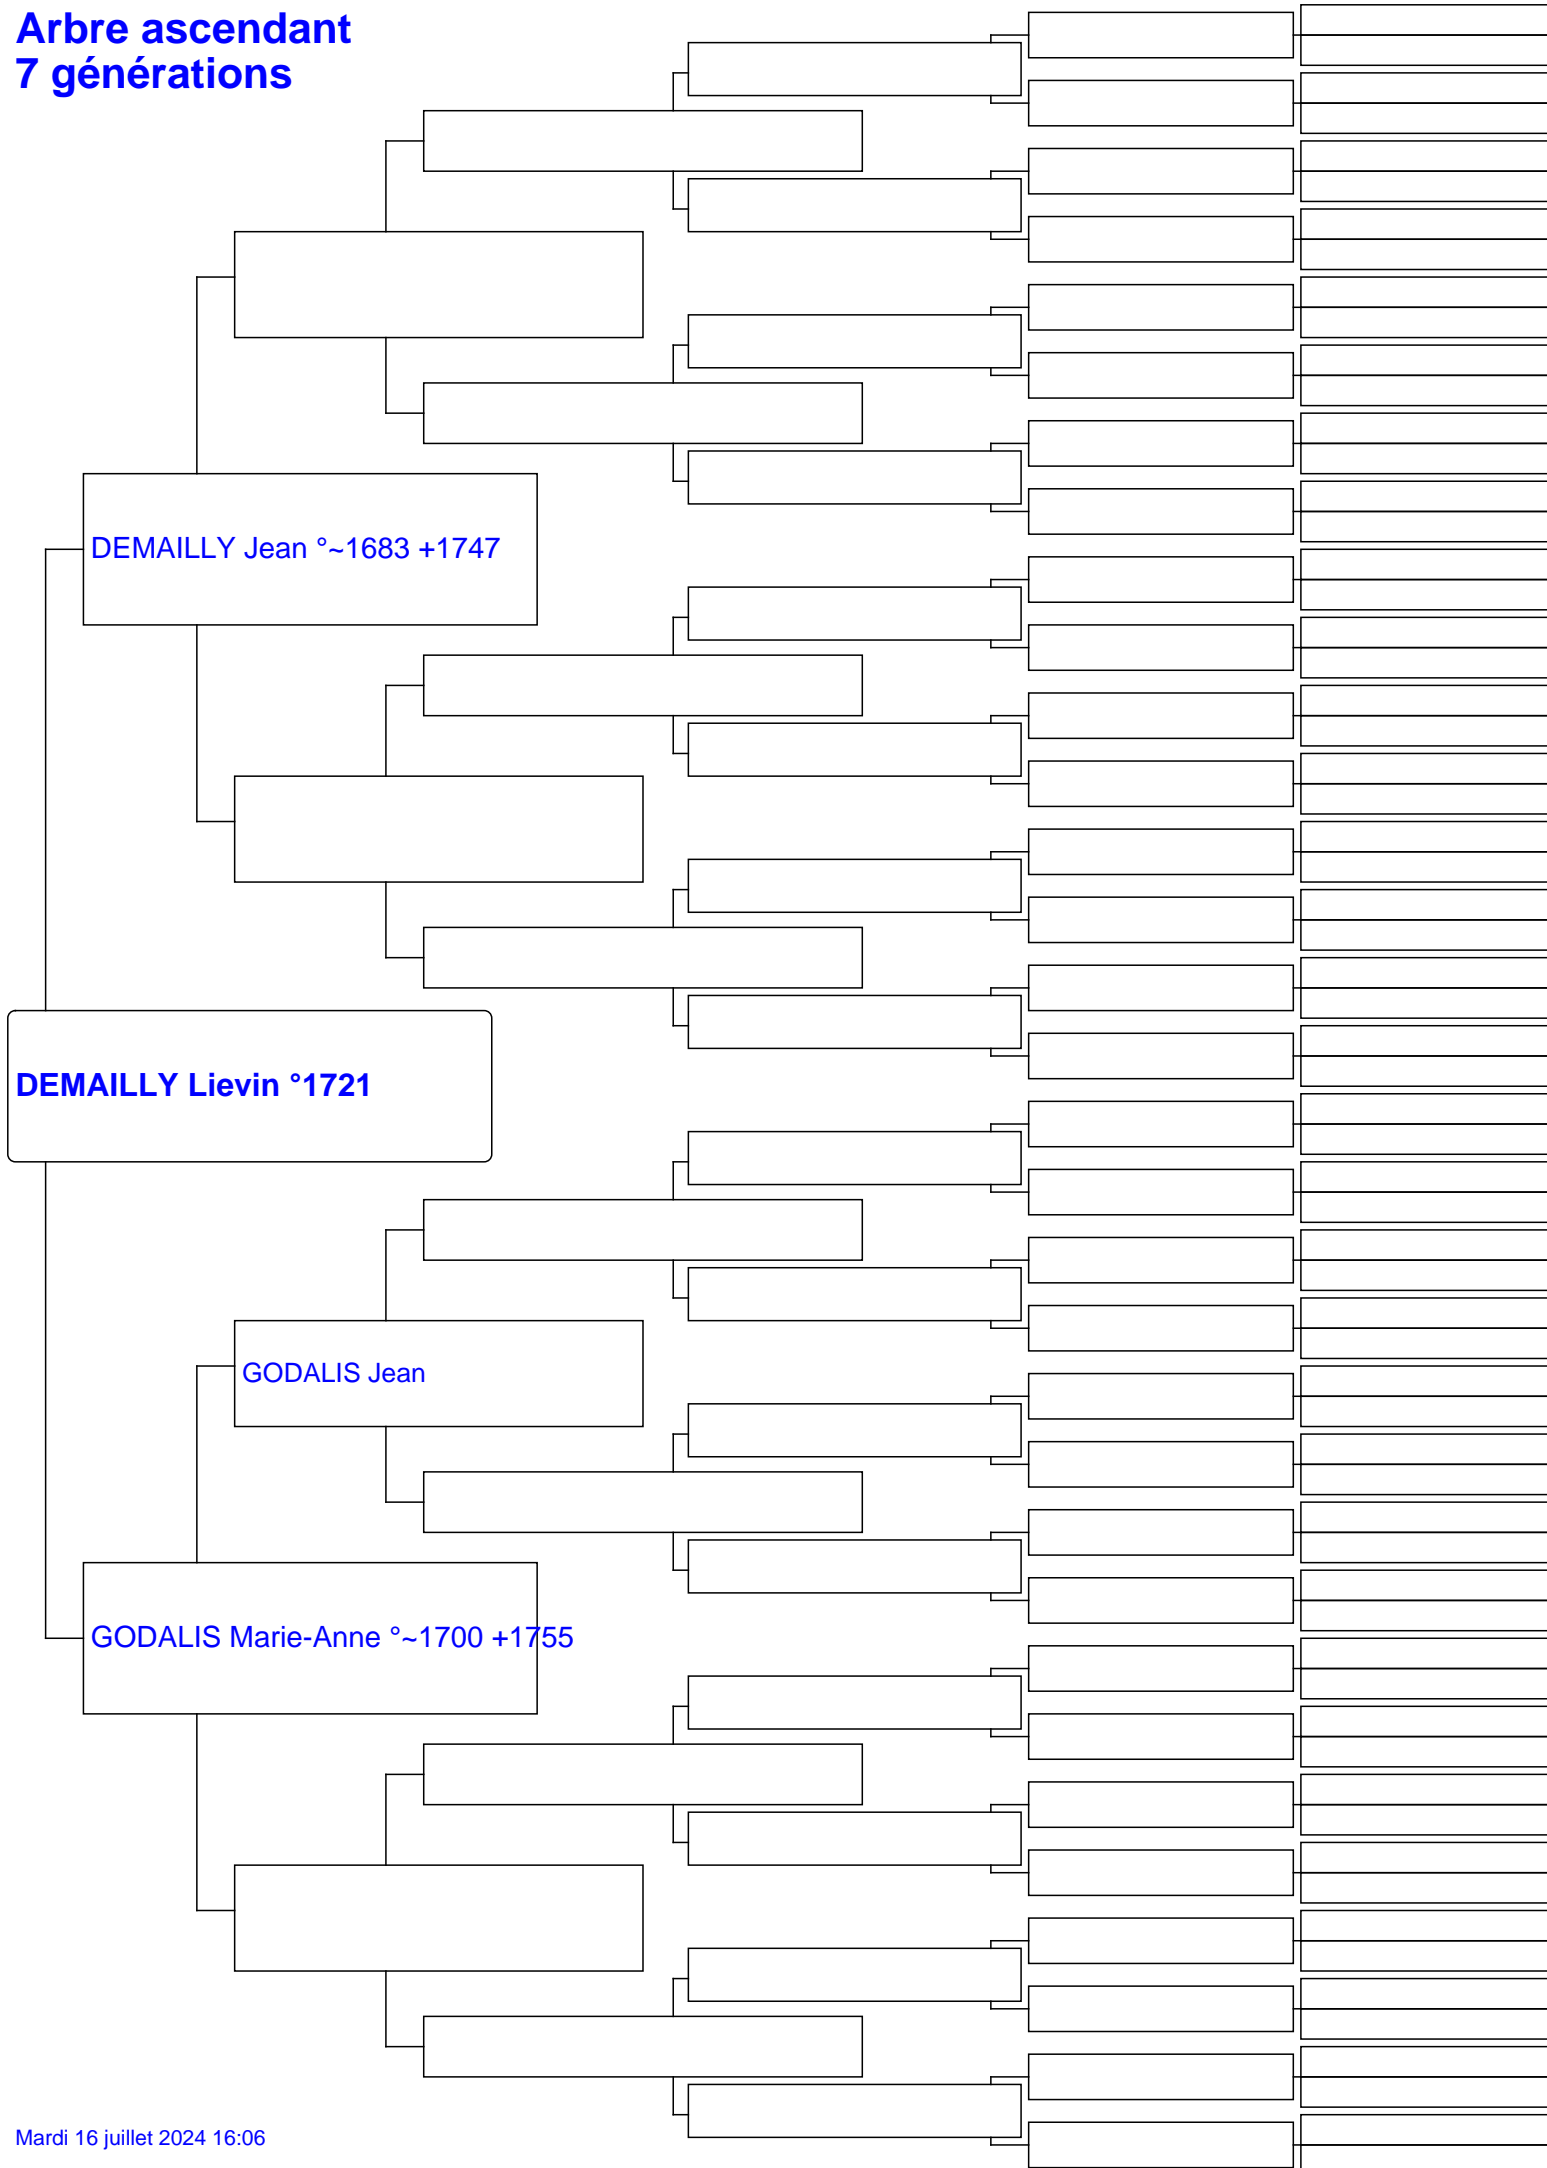 Arbre ascendant
7 générations
DEMAILLY Jean °~1683 +1747
DEMAILLY Lievin °1721
GODALIS Jean
GODALIS Marie-Anne °~1700 +1755
Mardi 16 juillet 2024 16:06